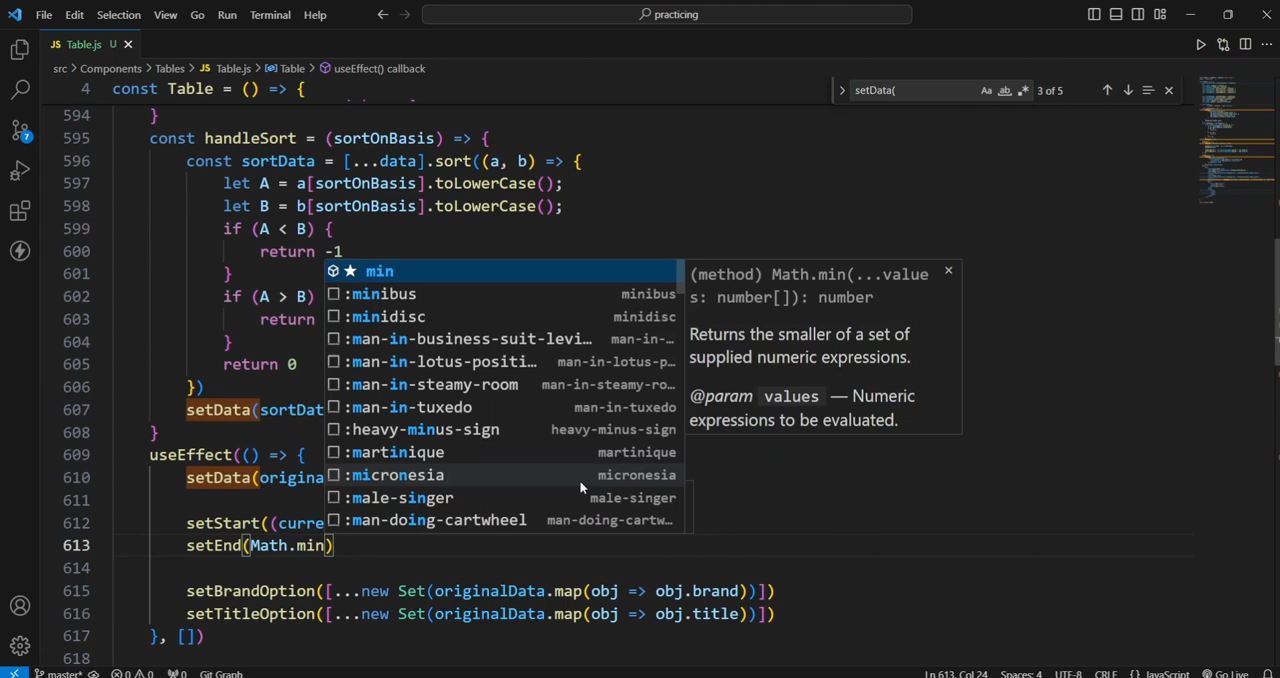 File Edit Selection View Go Run Terminal Help practicing
JS Table.js U
src > Components > Tables > JS Table.js > Table > useEffect() callback
4 const Table = () => {
setData( Aa ab 3 of 5
594 }
595 const handleSort = (sortOnBasis) => {
596 const sortData = [...data].sort((a, b) => {
597 let A = a[sortOnBasis].toLowerCase();
598 let B = b[sortOnBasis].toLowerCase();
599 if (A < B) {
600 return -1
601 }
602 if (A > B)
603 return
604 }
605 return 0
606 })
607 setData(sortDat
608 }
609 useEffect(() => {
610 setData(origina
611
612 setStart((curre
613 setEnd(Math.min)
614
615 setBrandOption([...new Set(originalData.map(obj => obj.brand))])
616 setTitleOption([...new Set(originalData.map(obj => obj.title))])
617 }, [])
618
min
:minibus minibus
:minidisc minidisc
:man-in-business-suit-levi… man-in-…
:man-in-lotus-positi… man-in-lotus-p…
:man-in-steamy-room man-in-steamy-ro…
:man-in-tuxedo man-in-tuxedo
:heavy-minus-sign heavy-minus-sign
:martinique martinique
:micronesia micronesia
:male-singer male-singer
:man-doing-cartwheel man-doing-cartw…
(method) Math.min(...value
s: number[]): number
Returns the smaller of a set of
supplied numeric expressions.
@param values — Numeric
expressions to be evaluated.
7
master* 0 0 0 Git Graph Ln 613, Col 24 Spaces: 4 UTF-8 CRLF {} JavaScript Go Live